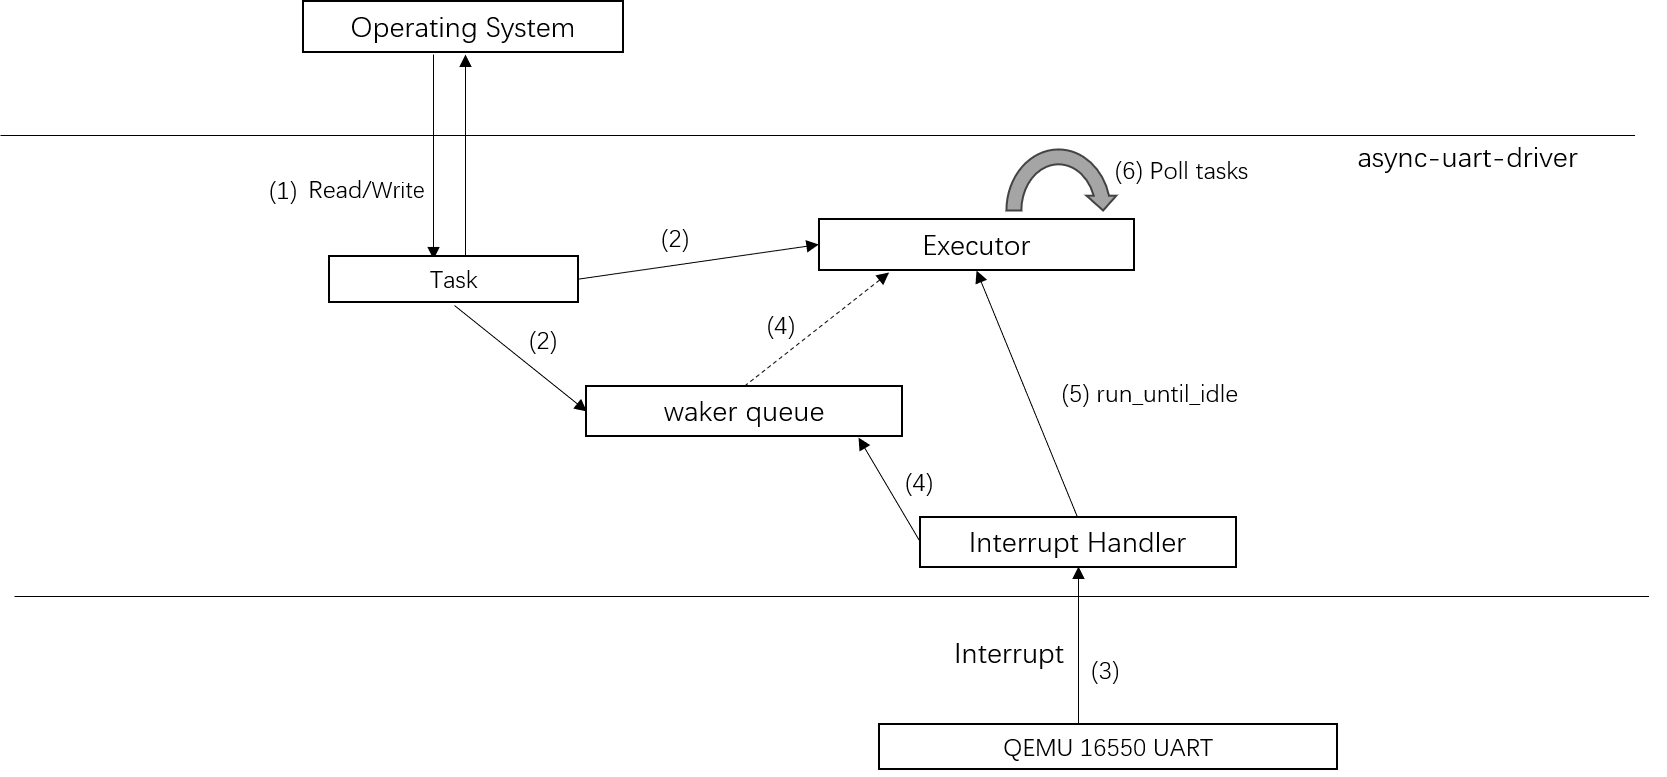 Operating System
async-uart-driver
(6) Poll tasks
(1) Read/Write
(2)
Executor
Task
(4)
(2)
(5) run_until_idle
waker queue
(4)
Interrupt Handler
Interrupt
(3)
QEMU 16550 UART